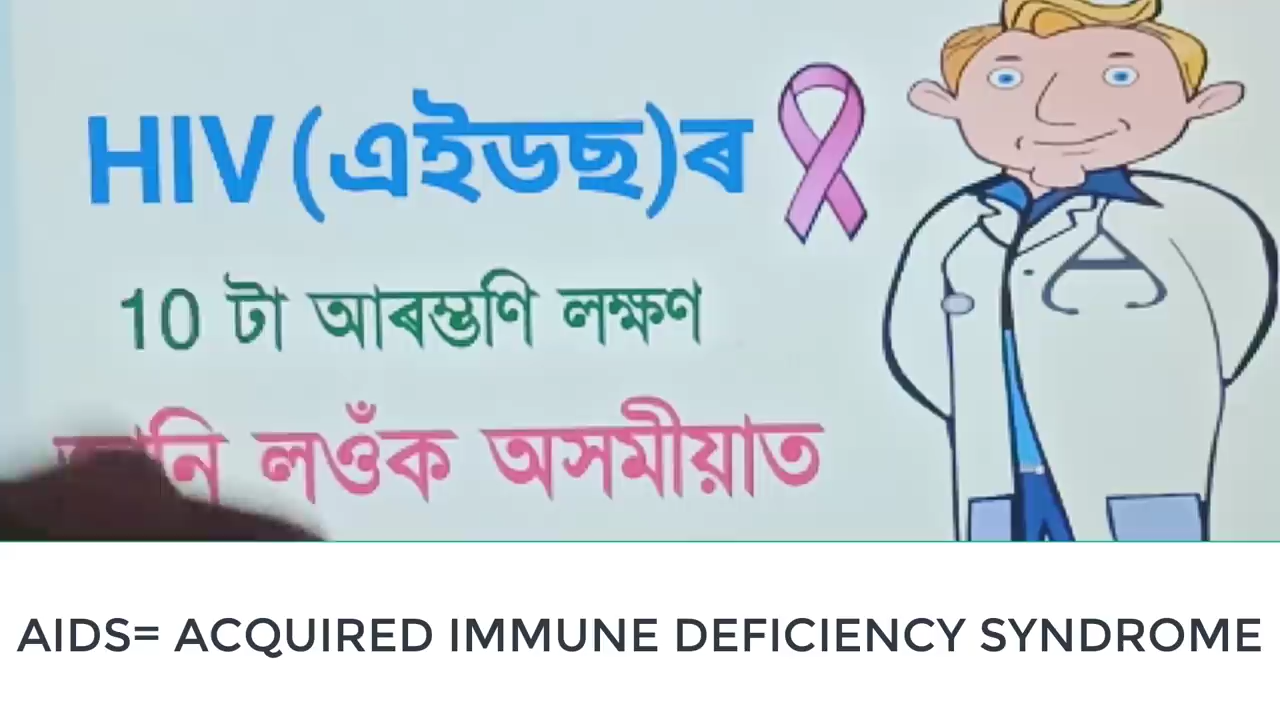 HIV(এইডছ)ৰ
10 টা আৰম্ভণি লক্ষণ
লওঁক অসমীয়াত
AIDS= ACQUIRED IMMUNE DEFICIENCY SYNDROME